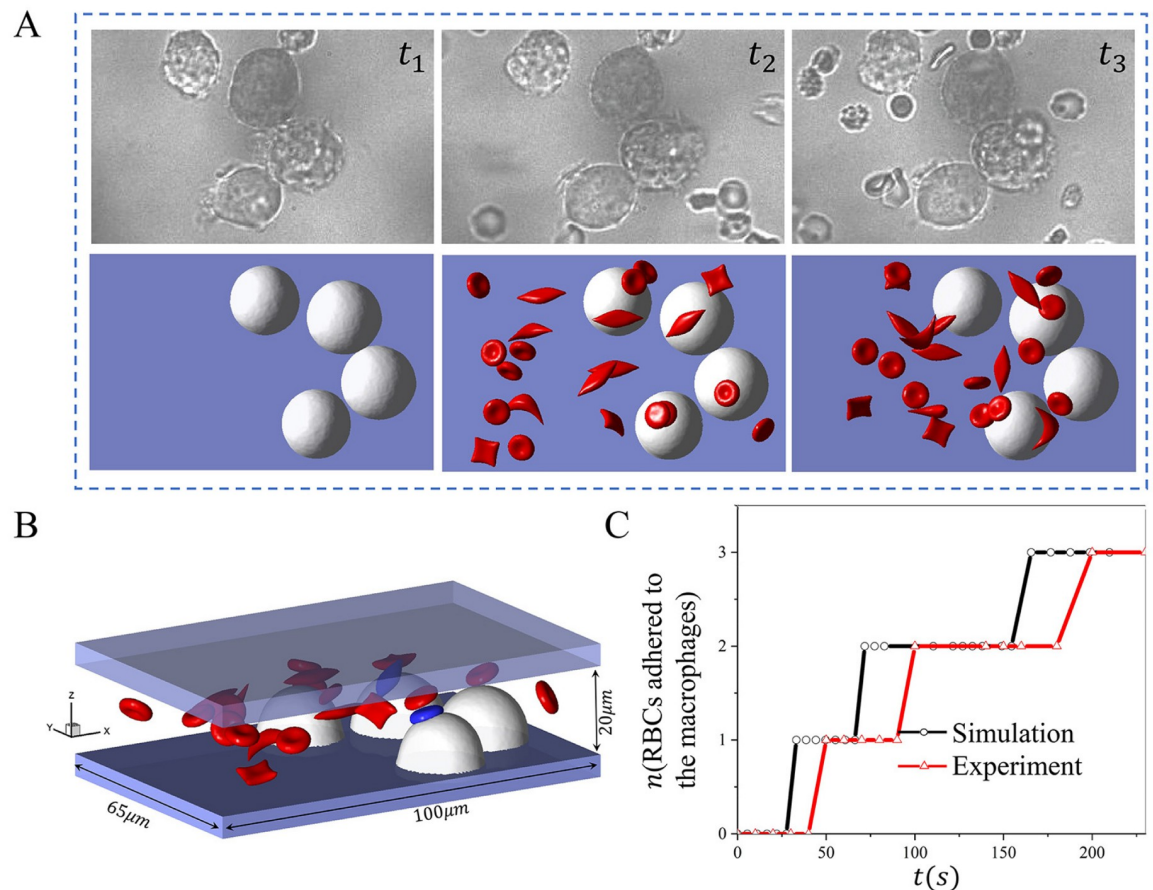 A
t₁
t₂
t₃
B
z
Y
X
20μm
65μm
100μm
C
n(RBCs adhered to
the macrophages)
3
2
1
0
Simulation
Experiment
0
50
100
150
200
t(s)